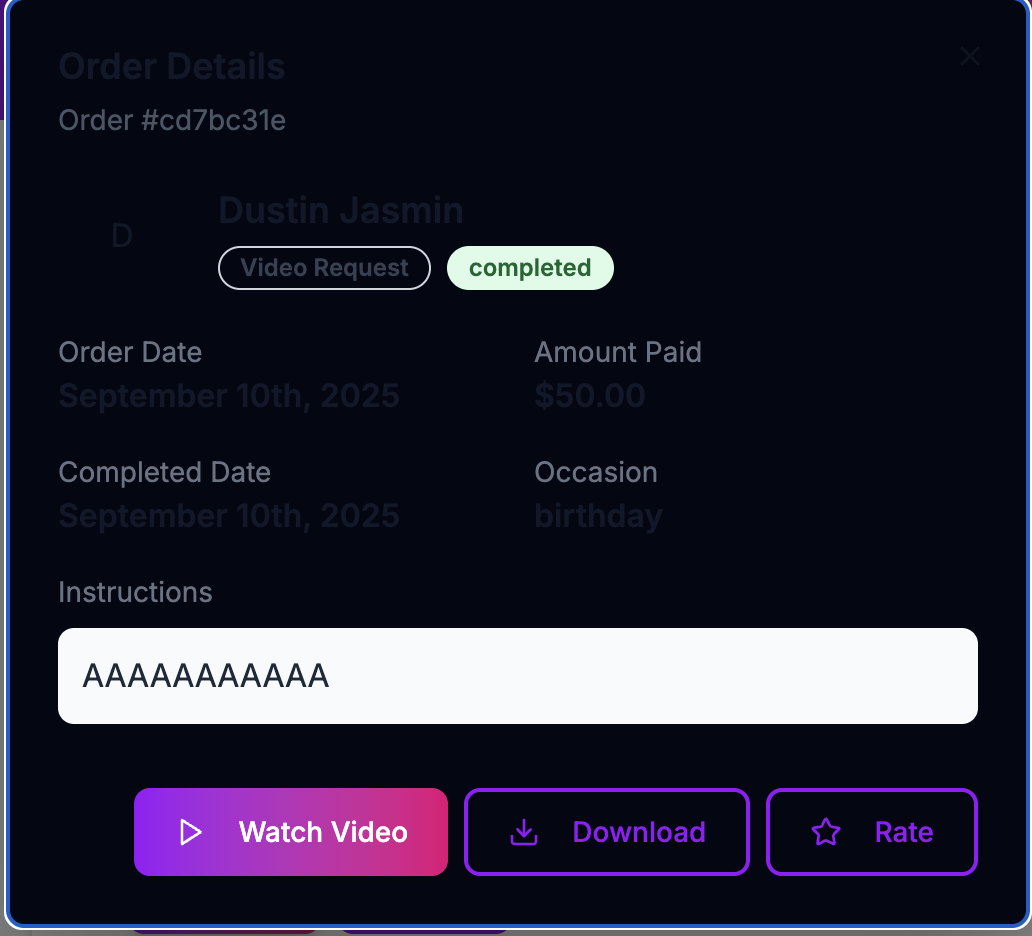 Order Details
Order #cd7bc31e
D
Dustin Jasmin
Video Request completed
Order Date Amount Paid
September 10th, 2025 $50.00
Completed Date Occasion
September 10th, 2025 birthday
Instructions
AAAAAAAAAAA
Watch Video Download Rate